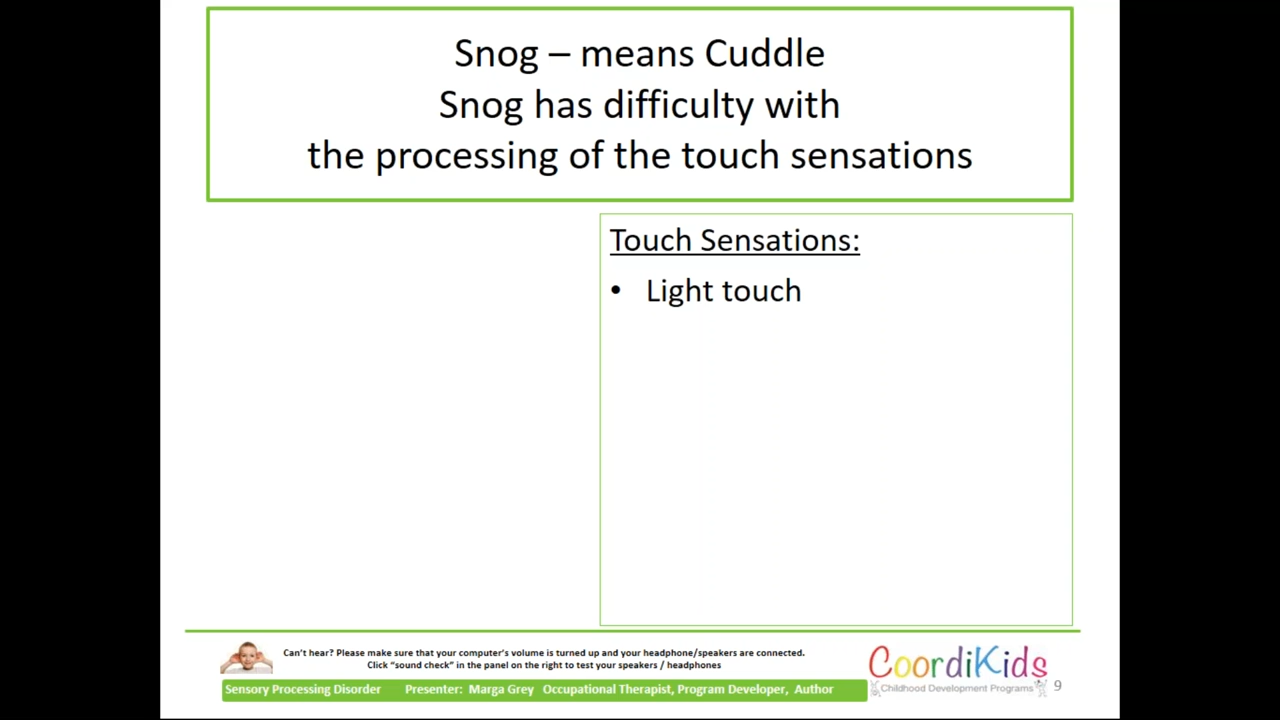 Snog – means Cuddle
Snog has difficulty with
the processing of the touch sensations
Touch Sensations:
• Light touch
Can't hear? Please make sure that your computer's volume is turned up and your headphone/speakers are connected.
Click “sound check” in the panel on the right to test your speakers / headphones
Sensory Processing Disorder Presenter: Marga Grey Occupational Therapist, Program Developer, Author
CoordiKids
Childhood Development Programs
9